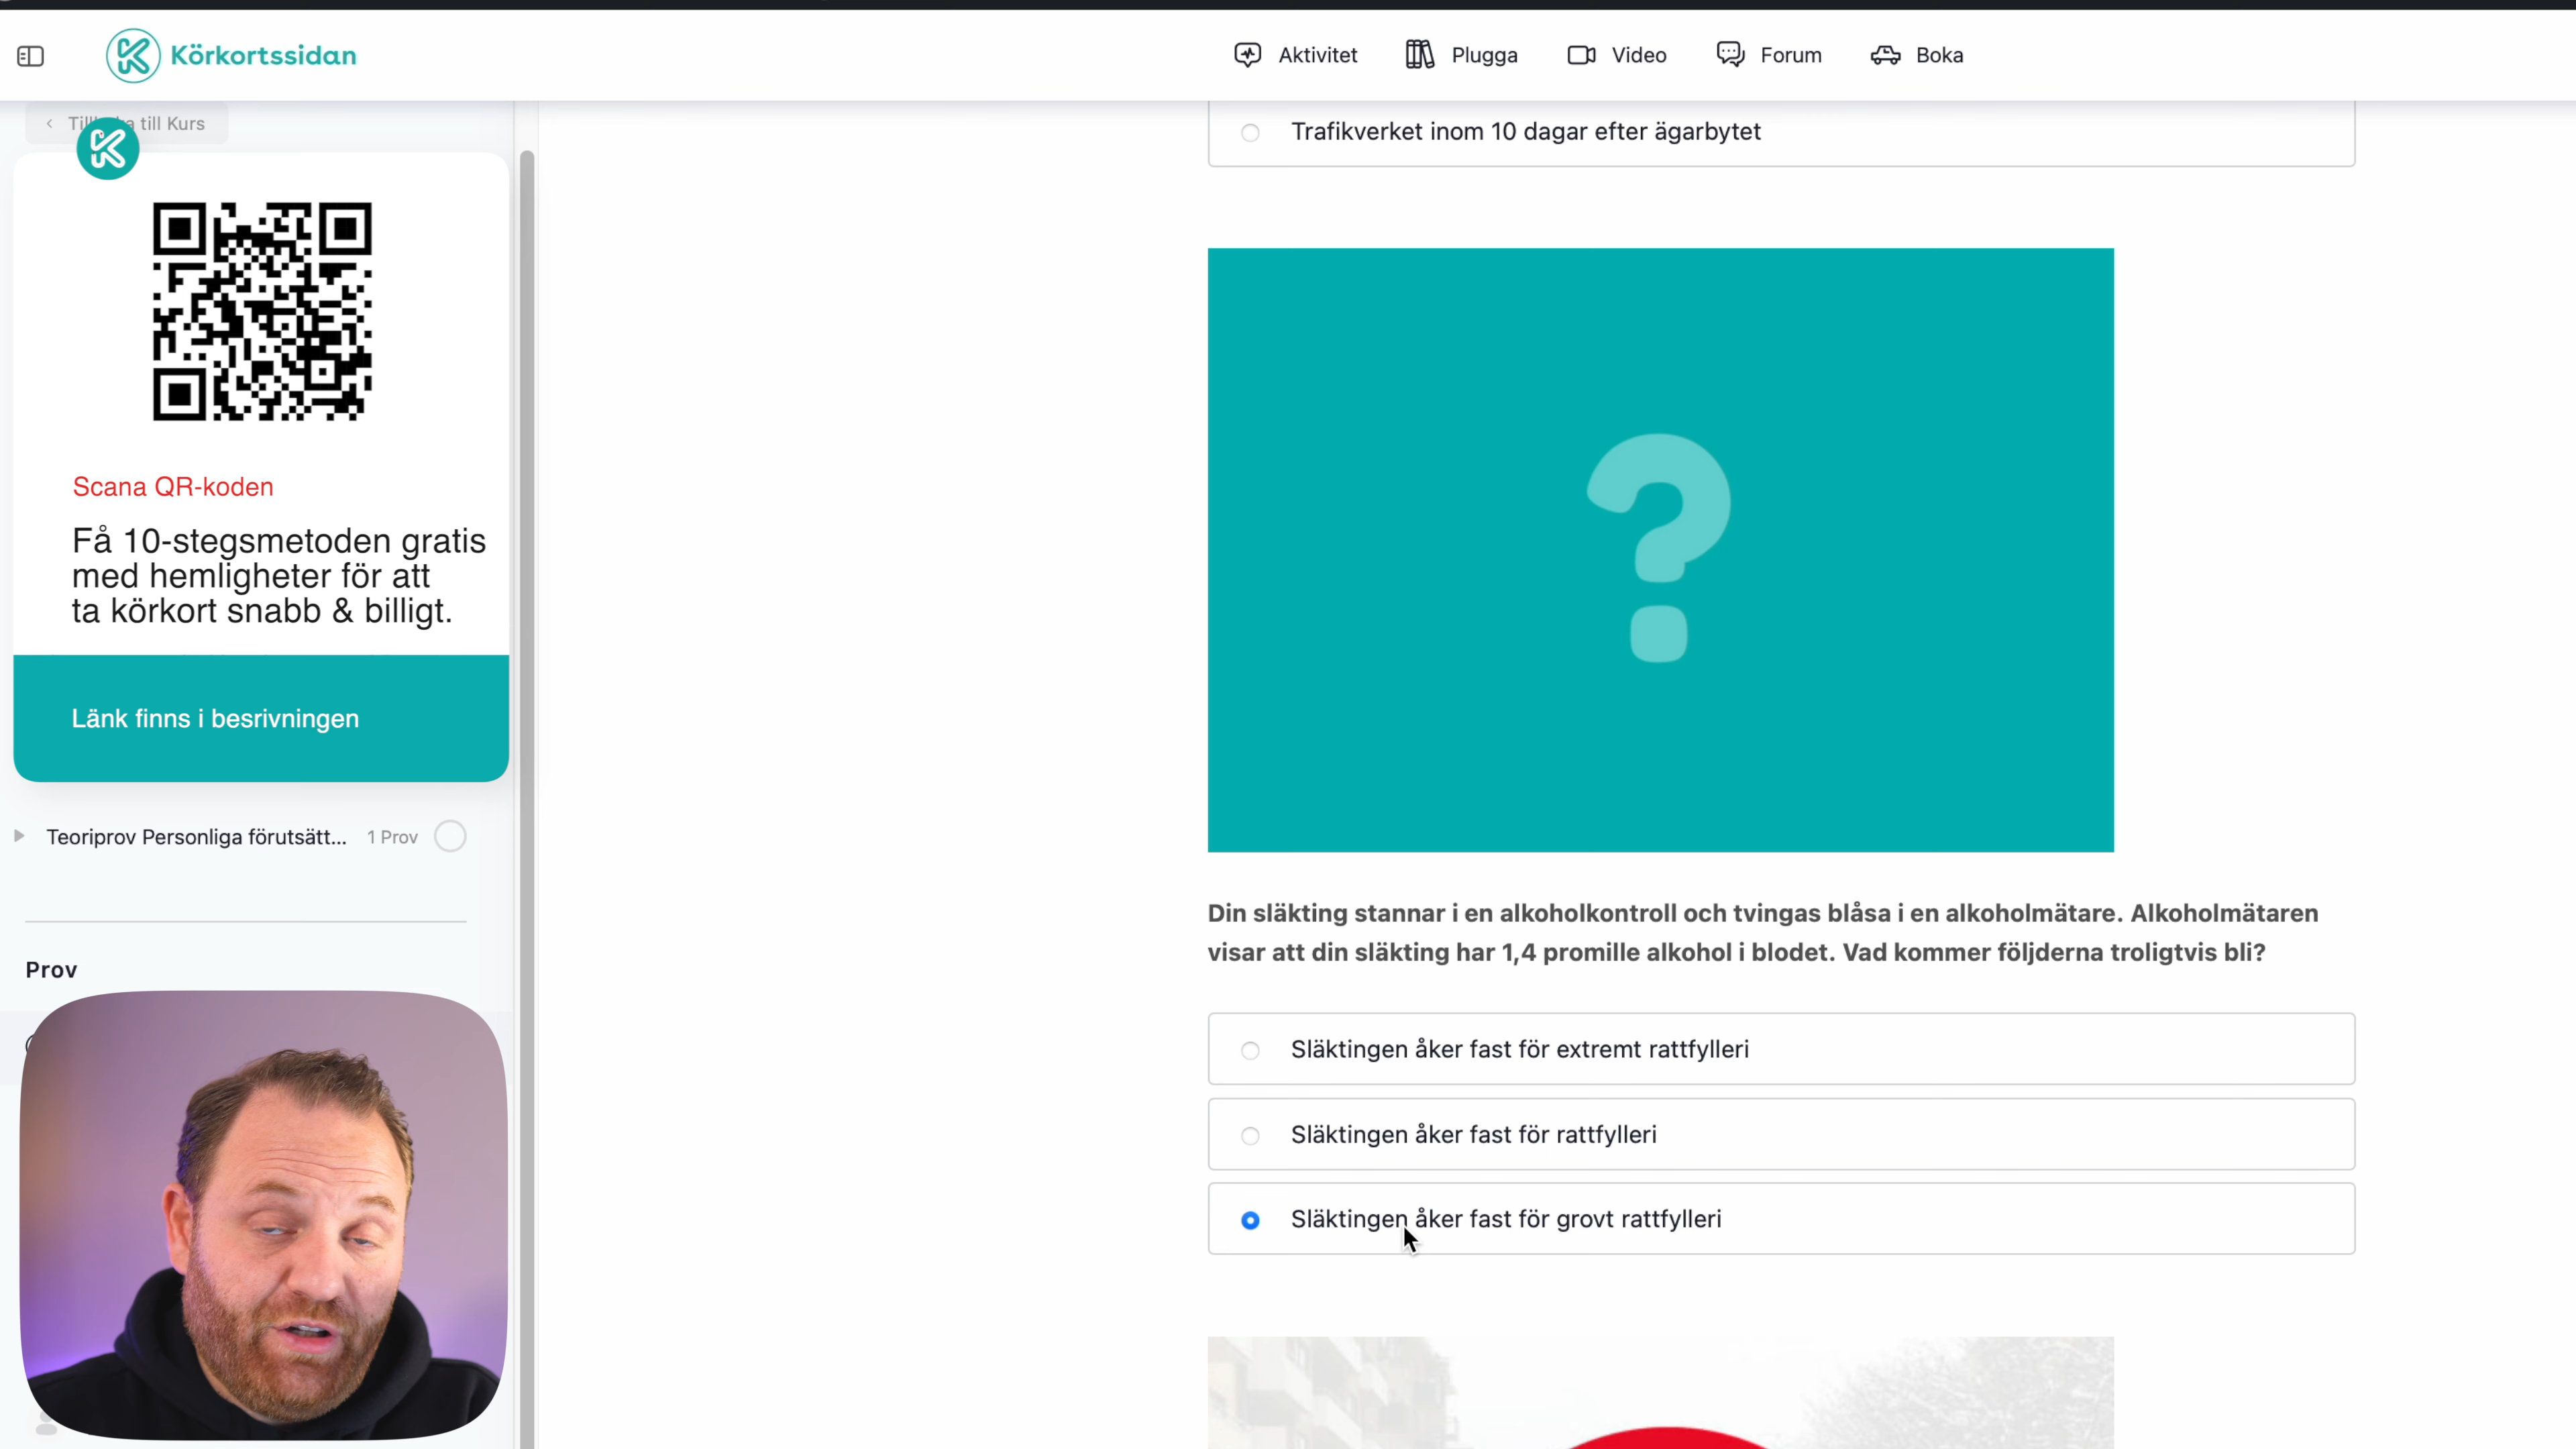 Körkortssidan
Aktivitet
Plugga
Video
Forum
Boka
till Kurs
Scana QR-koden
Få 10-stegsmetoden gratis
med hemligheter för att
ta körkort snabb & billigt.
Länk finns i besrivningen
Teoriprov Personliga förutsätt...
1 Prov
Prov
Trafikverket inom 10 dagar efter ägarbytet
?
Din släkting stannar i en alkoholkontroll och tvingas blåsa i en alkoholmätare. Alkoholmätaren
visar att din släkting har 1,4 promille alkohol i blodet. Vad kommer följderna troligtvis bli?
Släktingen åker fast för extremt rattfylleri
Släktingen åker fast för rattfylleri
Släktingen åker fast för grovt rattfylleri